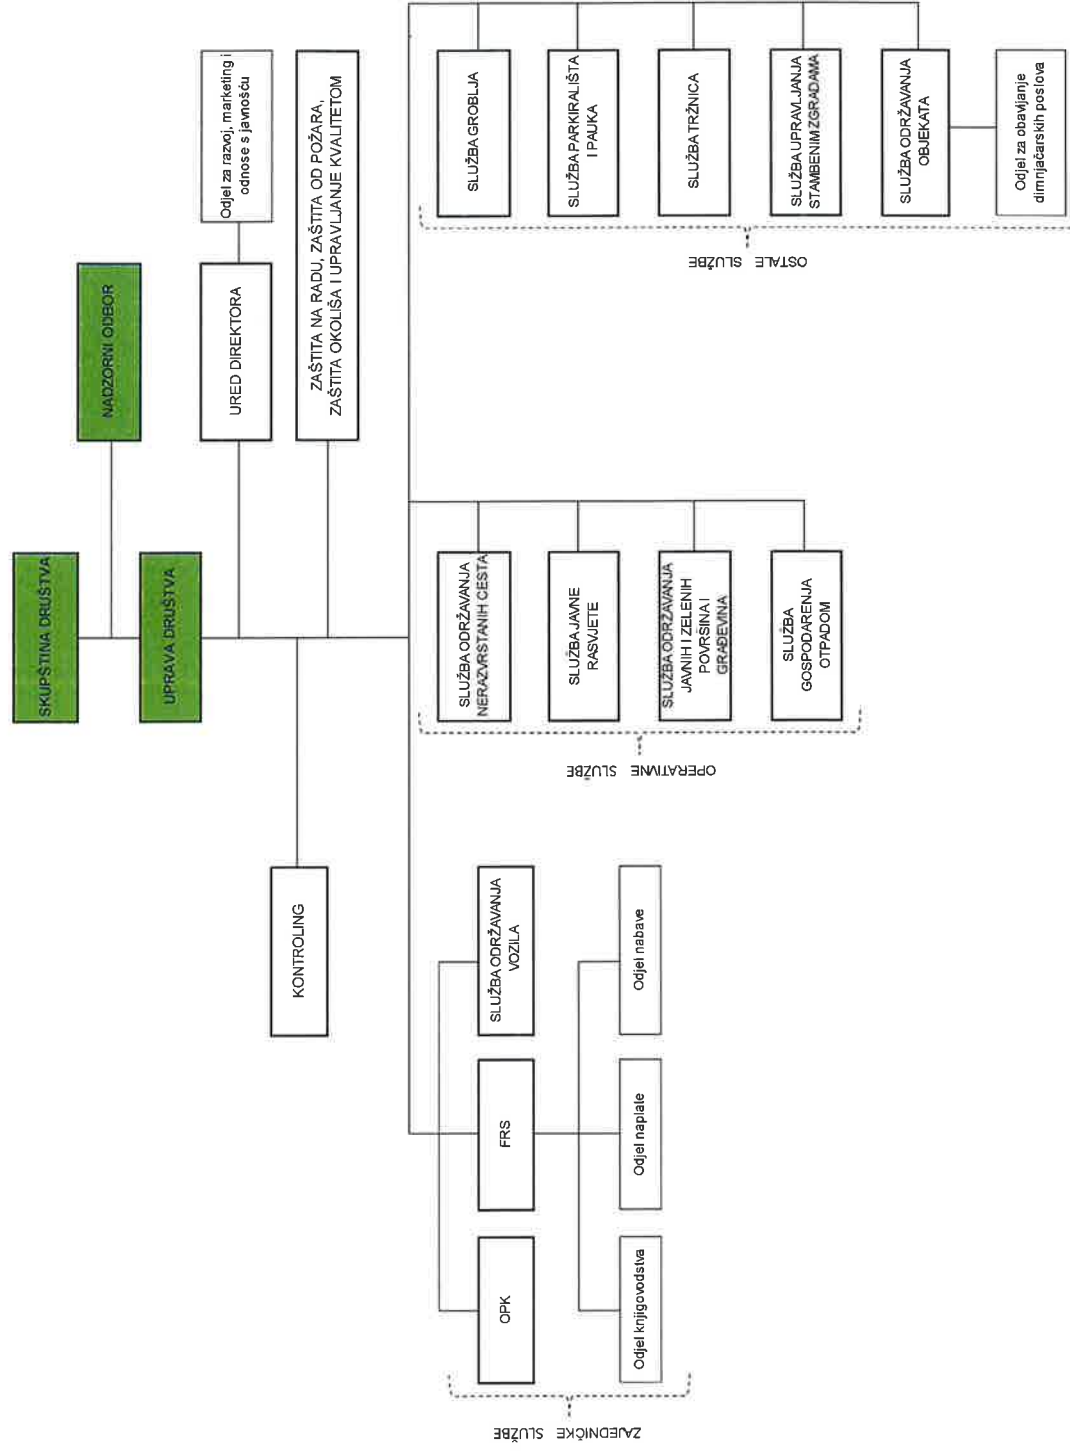 SKUPŠTINA DRUŠTVA
NADZORNI ODBOR
UPRAVA DRUŠTVA
URED DIREKTORA
Odjel za razvoj, marketing i
odnose s javnošću
ZAŠTITA NA RADU, ZAŠTITA OD POŽARA,
ZAŠTITA OKOLIŠA I UPRAVLJANJE KVALITETOM
KONTROLING
ZAJEDNIČKE SLUŽBE
OPK
FRS
SLUŽBA ODRŽAVANJA
VOZILA
Odjel knjigovodstva
Odjel naplate
Odjel nabave
OPERATIVNE SLUŽBE
SLUŽBA ODRŽAVANJA
NERAZVRSTANIH CESTA
SLUŽBA JAVNE
RASVJETE
SLUŽBA ODRŽAVANJA
JAVNIH I ZELENIH
POVRŠINA I
GRAĐEVINA
SLUŽBA
GOSPODARENJA
OTPADOM
OSTALE SLUŽBE
SLUŽBA GROBLJA
SLUŽBA PARKIRALIŠTA
I PAUKA
SLUŽBA TRŽNICA
SLUŽBA UPRAVLJANJA
STAMBENIM ZGRADAMA
SLUŽBA ODRŽAVANJA
OBJEKATA
Odjel za obavljanje
dimnjačarskih poslova